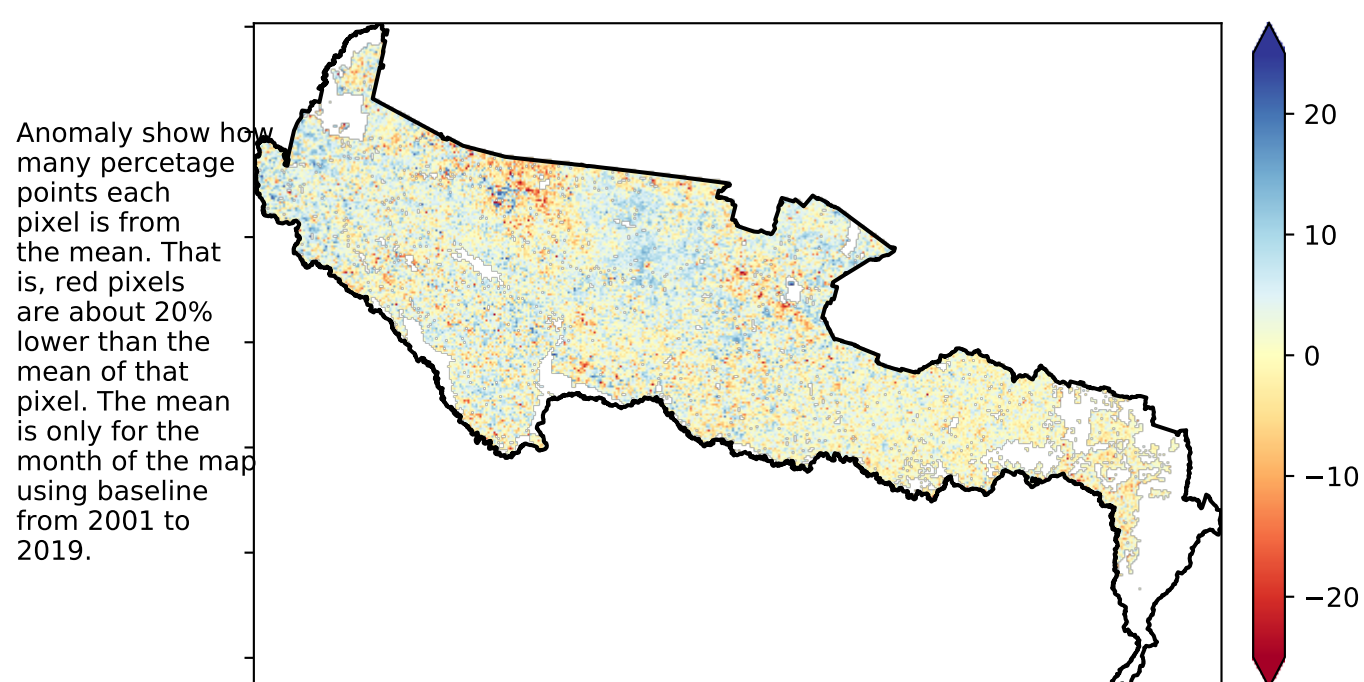 Anomaly show how
many percetage
points each
pixel is from
the mean. That
is, red pixels
are about 20%
lower than the
mean of that
pixel. The mean
is only for the
month of the map
using baseline
from 2001 to
2019.
20
10
0
−10
−20